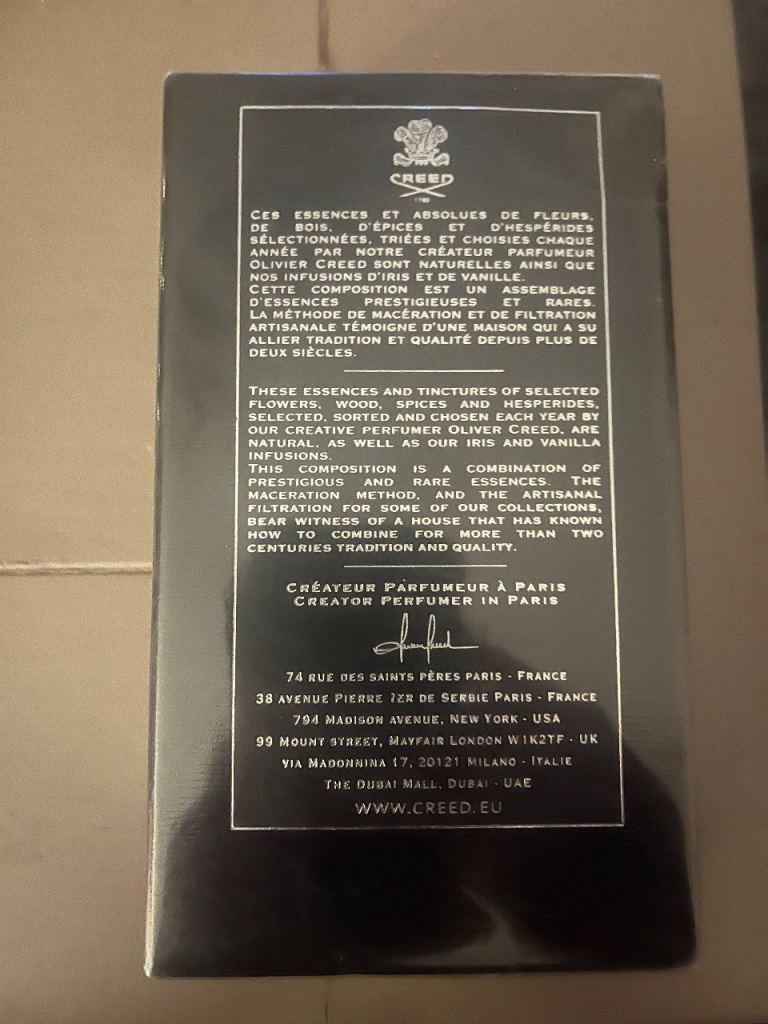 CREED
1760
CES ESSENCES ET ABSOLUES DE FLEURS,
DE BOIS, D'ÉPICES ET D'HESPÉRIDES
SÉLECTIONNÉES, TRIÉES ET CHOISIES CHAQUE
ANNÉE PAR NOTRE CRÉATEUR PARFUMEUR
OLIVIER CREED SONT NATURELLES AINSI QUE
NOS INFUSIONS D'IRIS ET DE VANILLE.
CETTE COMPOSITION EST UN ASSEMBLAGE
D'ESSENCES PRESTIGIEUSES ET RARES.
LA MÉTHODE DE MACÉRATION ET DE FILTRATION
ARTISANALE TÉMOIGNE D'UNE MAISON QUI A SU
ALLIER TRADITION ET QUALITÉ DEPUIS PLUS DE
DEUX SIÈCLES.
THESE ESSENCES AND TINCTURES OF SELECTED
FLOWERS, WOOD, SPICES AND HESPERIDES,
SELECTED, SORTED AND CHOSEN EACH YEAR BY
OUR CREATIVE PERFUMER OLIVER CREED, ARE
NATURAL, AS WELL AS OUR IRIS AND VANILLA
INFUSIONS.
THIS COMPOSITION IS A COMBINATION OF
PRESTIGIOUS AND RARE ESSENCES. THE
MACERATION METHOD, AND THE ARTISANAL
FILTRATION FOR SOME OF OUR COLLECTIONS,
BEAR WITNESS OF A HOUSE THAT HAS KNOWN
HOW TO COMBINE FOR MORE THAN TWO
CENTURIES TRADITION AND QUALITY.
CRÉATEUR PARFUMEUR À PARIS
CREATOR PERFUMER IN PARIS
74 RUE DES SAINTS PÈRES PARIS - FRANCE
38 AVENUE PIERRE 1ER DE SERBIE PARIS - FRANCE
794 MADISON AVENUE, NEW YORK - USA
99 MOUNT STREET, MAYFAIR LONDON W1K2TF - UK
VIA MADONNINA 17, 20121 MILANO - ITALIE
THE DUBAI MALL, DUBAI - UAE
WWW.CREED.EU